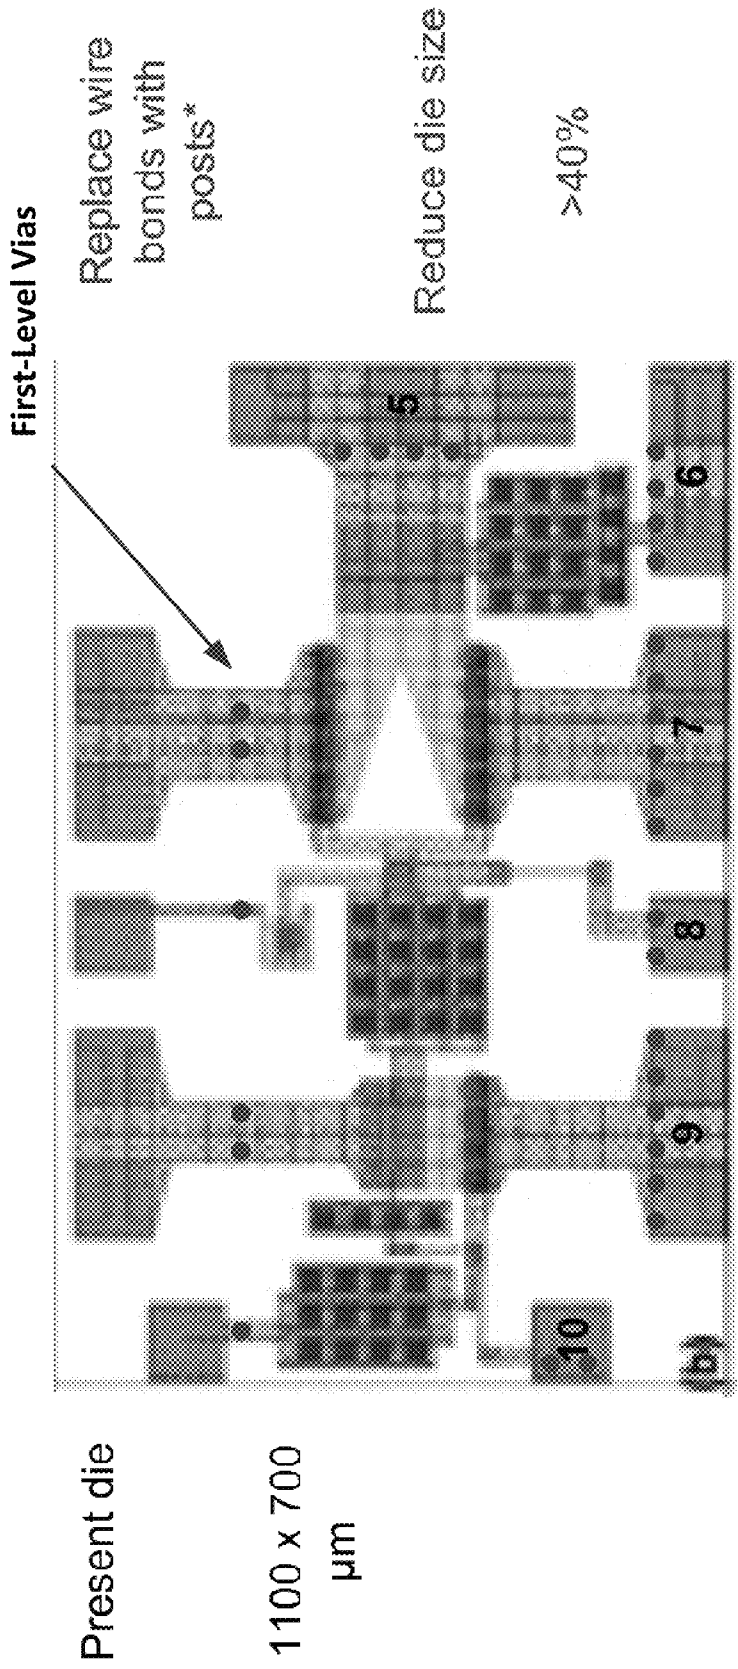 First-Level Vias
Present die
1100 x 700
µm
Replace wire
bonds with
posts*
Reduce die size
>40%
5
6
7
8
9
10
(b)